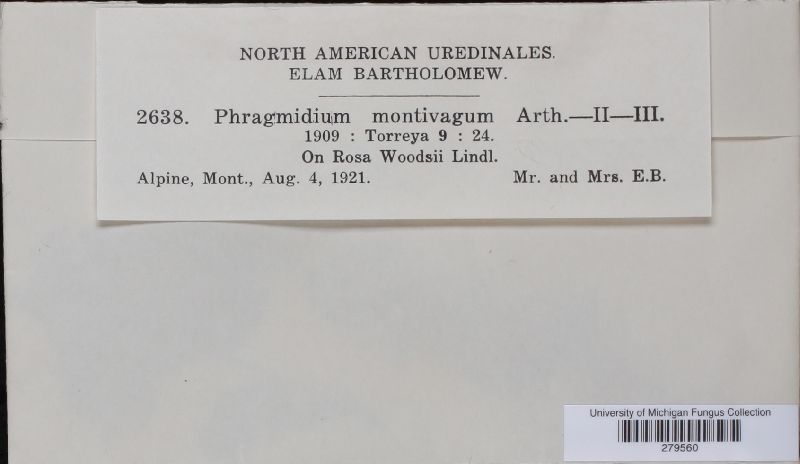 NORTH AMERICAN UREDINALES.
ELAM BARTHOLOMEW.
2638. Phragmidium montivagum Arth.—II—III.
1909 : Torreya 9 : 24.
On Rosa Woodsii Lindl.
Alpine, Mont., Aug. 4, 1921. Mr. and Mrs. E.B.
University of Michigan Fungus Collection
279560